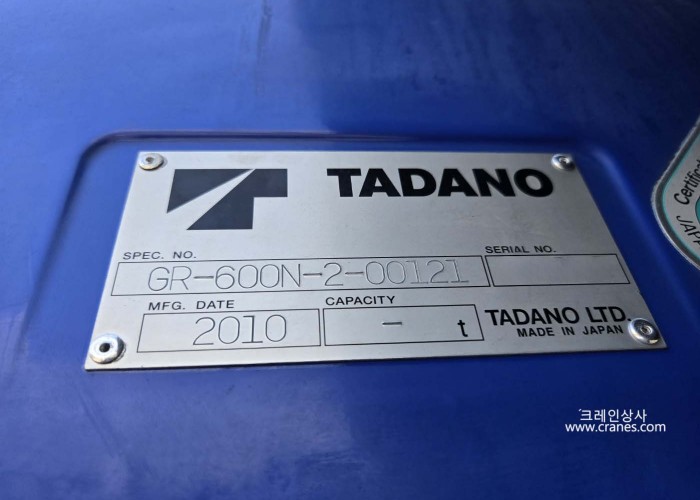 TADANO
SPEC. NO.
GR-600N-2-00121
SERIAL NO.
MFG. DATE
2010
CAPACITY
- t
TADANO LTD.
MADE IN JAPAN
크레인상사
www.cranes.com